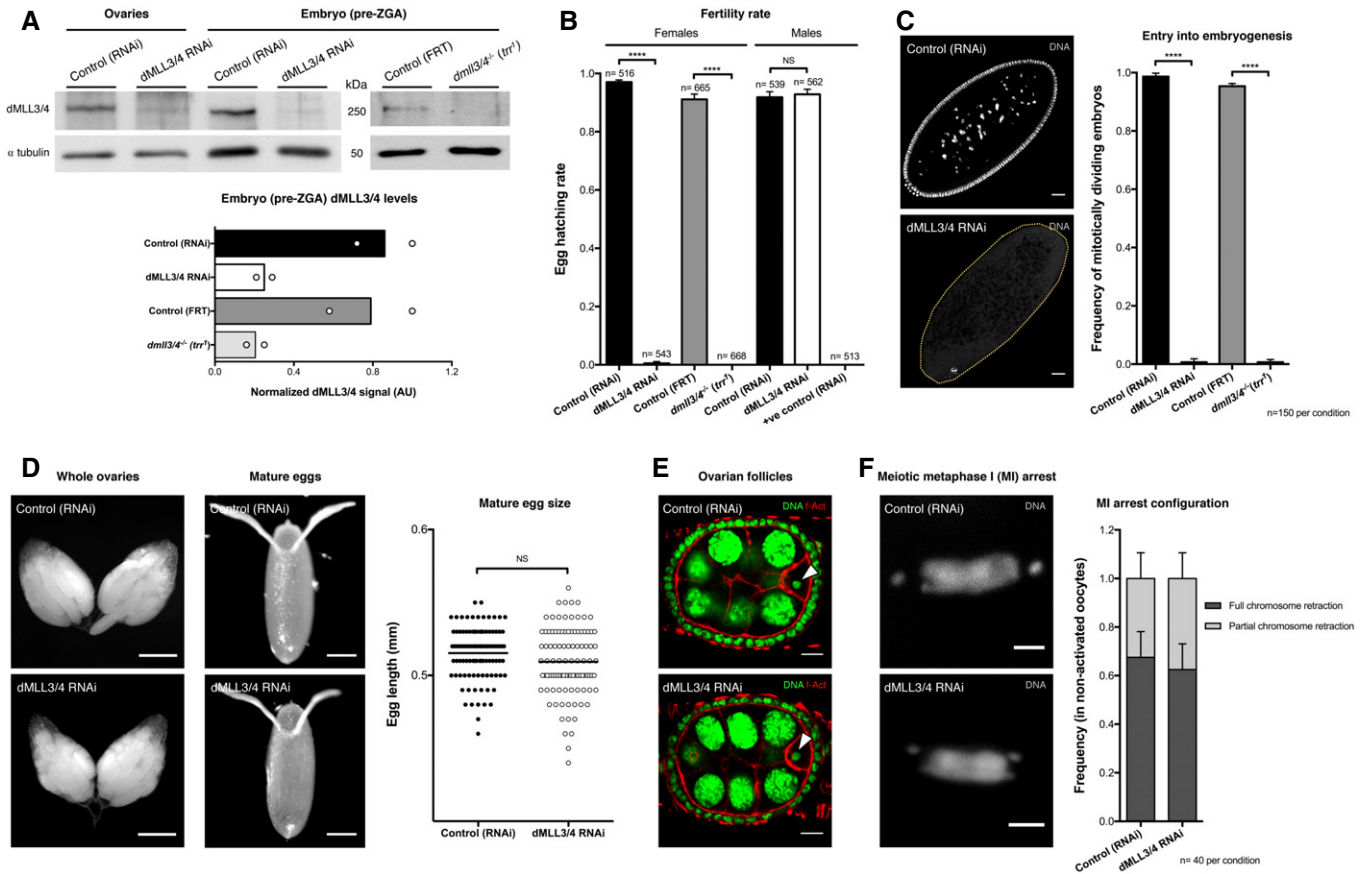 A
Ovaries
Embryo (pre-ZGA)
Control (RNAi)
dMLL3/4 RNAi
Control (RNAi)
dMLL3/4 RNAi
Control (FRT)
dmll3/4-/- (trr1)
kDa
dMLL3/4
250
α tubulin
50
Embryo (pre-ZGA) dMLL3/4 levels
Control (RNAi)
dMLL3/4 RNAi
Control (FRT)
dmll3/4-/- (trr1)
0.0
0.4
0.8
1.2
Normalized dMLL3/4 signal (AU)
B
Fertility rate
Females
Males
Egg hatching rate
1.0
0.8
0.6
0.4
0.2
0.0
n= 516
****
n= 543
n= 665
****
n= 668
n= 539
NS
n= 562
n= 513
Control (RNAi)
dMLL3/4 RNAi
Control (FRT)
dmll3/4-/- (trr1)
Control (RNAi)
dMLL3/4 RNAi
+ve control (RNAi)
C
Control (RNAi)
DNA
dMLL3/4 RNAi
DNA
Entry into embryogenesis
Frequency of mitotically dividing embryos
1.0
0.8
0.6
0.4
0.2
0.0
****
****
Control (RNAi)
dMLL3/4 RNAi
Control (FRT)
dmll3/4-/-(trr1)
n=150 per condition
D
Whole ovaries
Mature eggs
Control (RNAi)
Control (RNAi)
dMLL3/4 RNAi
dMLL3/4 RNAi
Mature egg size
Egg length (mm)
0.6
0.5
NS
Control (RNAi)
dMLL3/4 RNAi
E
Ovarian follicles
Control (RNAi)
DNA f-Act
dMLL3/4 RNAi
DNA f-Act
F
Meiotic metaphase I (MI) arrest
Control (RNAi)
DNA
dMLL3/4 RNAi
DNA
MI arrest configuration
Frequency (in non-activated oocytes)
1.2
1.0
0.8
0.6
0.4
0.2
0.0
Full chromosome retraction
Partial chromosome retraction
Control (RNAi)
dMLL3/4 RNAi
n= 40 per condition